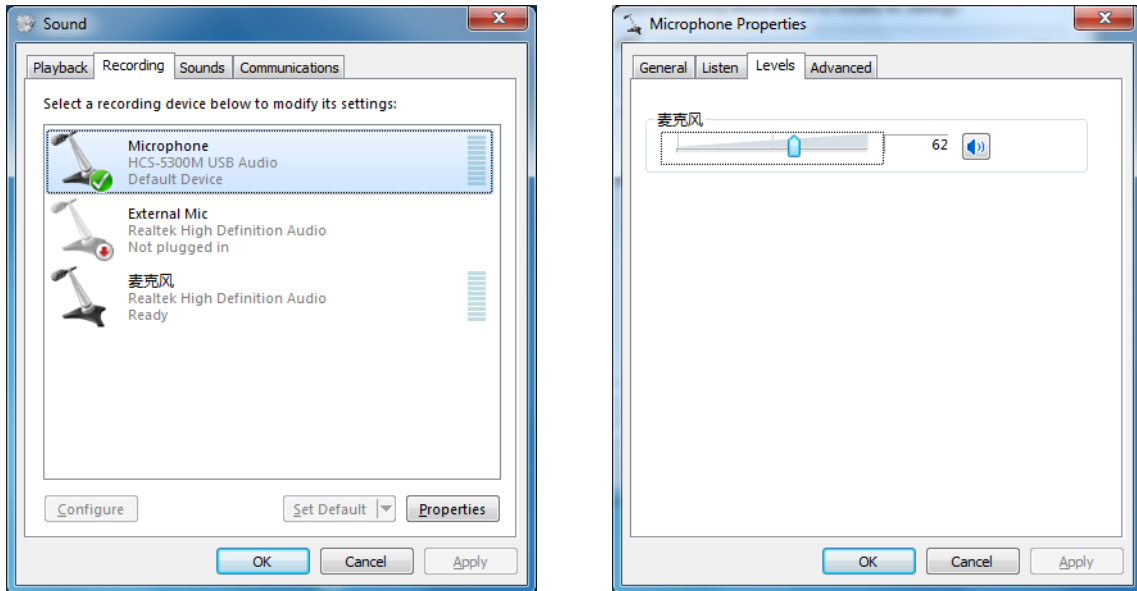 Sound
Playback Recording Sounds Communications
Select a recording device below to modify its settings:
Microphone
HCS-5300M USB Audio
Default Device
External Mic
Realtek High Definition Audio
Not plugged in
麦克风
Realtek High Definition Audio
Ready
Configure Set Default Properties
OK Cancel Apply
Microphone Properties
General Listen Levels Advanced
麦克风
62
OK Cancel Apply